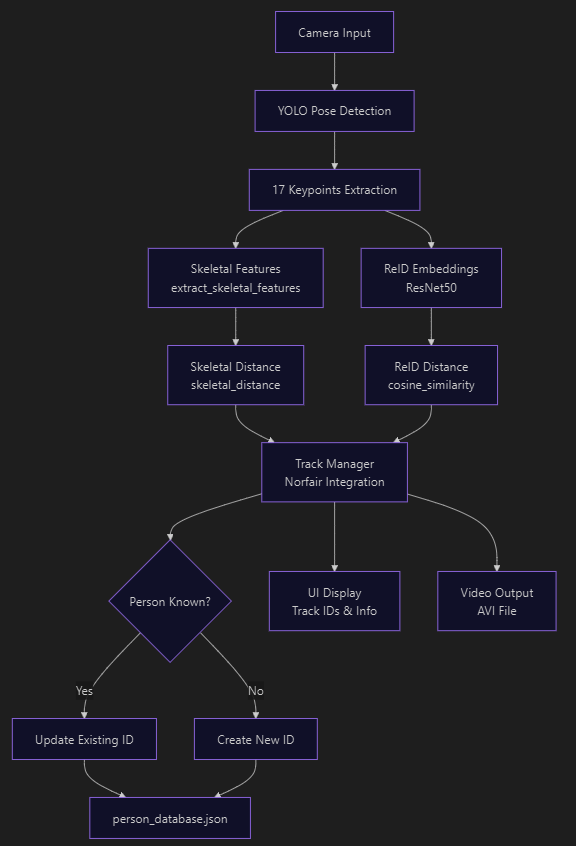 Camera Input
YOLO Pose Detection
17 Keypoints Extraction
Skeletal Features
extract_skeletal_features
ReID Embeddings
ResNet50
Skeletal Distance
skeletal_distance
ReID Distance
cosine_similarity
Track Manager
Norfair Integration
Person Known?
UI Display
Track IDs & Info
Video Output
AVI File
Yes
No
Update Existing ID
Create New ID
person_database.json